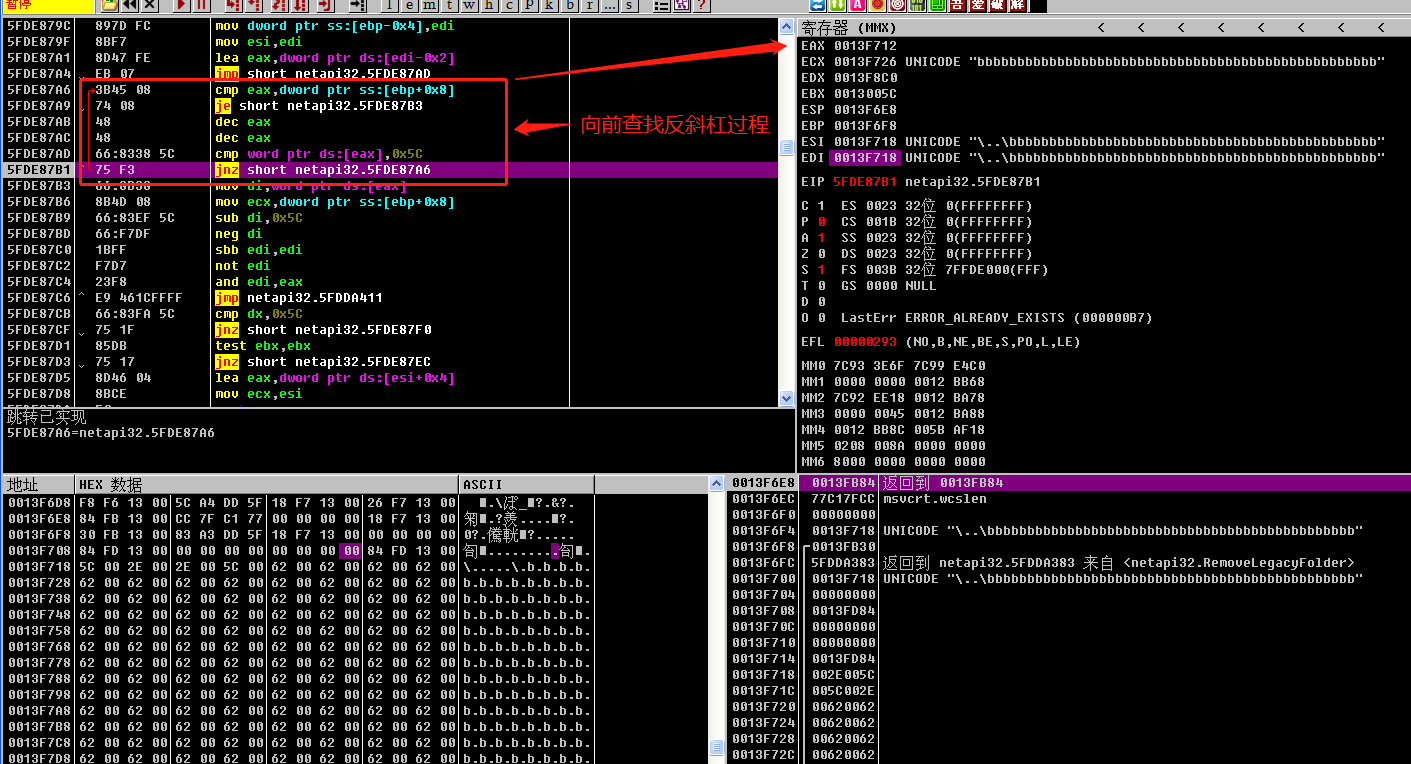 暂停
l e m t w h c p k b r ... s
?
A
吾 爱 破 解
5FDE879C 897D FC mov dword ptr ss:[ebp-0x4],edi
5FDE879F 8BF7 mov esi,edi
5FDE87A1 8D47 FE lea eax,dword ptr ds:[edi-0x2]
5FDE87A4 EB 07 jmp short netapi32.5FDE87AD
5FDE87A6 3B45 08 cmp eax,dword ptr ss:[ebp+0x8]
5FDE87A9 74 08 je short netapi32.5FDE87B3
5FDE87AB 48 dec eax
5FDE87AC 48 dec eax
5FDE87AD 66:8338 5C cmp word ptr ds:[eax],0x5C
5FDE87B1 75 F3 jnz short netapi32.5FDE87A6
5FDE87B3 mov di,word ptr ds:[eax]
5FDE87B6 8B4D 08 mov ecx,dword ptr ss:[ebp+0x8]
5FDE87B9 66:83EF 5C sub di,0x5C
5FDE87BD 66:F7DF neg di
5FDE87C0 1BFF sbb edi,edi
5FDE87C2 F7D7 not edi
5FDE87C4 23F8 and edi,eax
5FDE87C6 E9 461CFFFF jmp netapi32.5FDDA411
5FDE87CB 66:83FA 5C cmp dx,0x5C
5FDE87CF 75 1F jnz short netapi32.5FDE87F0
5FDE87D1 85DB test ebx,ebx
5FDE87D3 75 17 jnz short netapi32.5FDE87EC
5FDE87D5 8D46 04 lea eax,dword ptr ds:[esi+0x4]
5FDE87D8 8BCE mov ecx,esi
向前查找反斜杠过程
跳转已实现
5FDE87A6=netapi32.5FDE87A6
寄存器 (MMX) < < < < < < < <
EAX 0013F712
ECX 0013F726 UNICODE "bbbbbbbbbbbbbbbbbbbbbbbbbbbbbbbbbbbbbbbbbbbbbbbbbb"
EDX 0013F8C0
EBX 0013005C
ESP 0013F6E8
EBP 0013F6F8
ESI 0013F718 UNICODE "\..\bbbbbbbbbbbbbbbbbbbbbbbbbbbbbbbbbbbbbbbbbbbbbb"
EDI 0013F718 UNICODE "\..\bbbbbbbbbbbbbbbbbbbbbbbbbbbbbbbbbbbbbbbbbbbbbb"
EIP 5FDE87B1 netapi32.5FDE87B1
C 1 ES 0023 32位 0(FFFFFFFF)
P 0 CS 001B 32位 0(FFFFFFFF)
A 1 SS 0023 32位 0(FFFFFFFF)
Z 0 DS 0023 32位 0(FFFFFFFF)
S 1 FS 003B 32位 7FFDE000(FFF)
T 0 GS 0000 NULL
D 0
O 0 LastErr ERROR_ALREADY_EXISTS (000000B7)
EFL 00000293 (NO,B,NE,BE,S,PO,L,LE)
MM0 7C93 3E6F 7C99 E4C0
MM1 0000 0000 0012 BB68
MM2 7C92 EE18 0012 BA78
MM3 0000 0045 0012 BA88
MM4 0012 BB8C 005B AF18
MM5 0208 008A 0000 0000
MM6 8000 0000 0000 0000
地址 HEX 数据 ASCII
0013F6D8 F8 F6 13 00 5C A4 DD 5F 18 F7 13 00 26 F7 13 00
0013F6E8 84 FB 13 00 CC 7F C1 77 00 00 00 00 18 F7 13 00
0013F6F8 30 FB 13 00 83 A3 DD 5F 18 F7 13 00 00 00 00 00
0013F708 84 FD 13 00 00 00 00 00 00 00 00 00 84 FD 13 00
0013F718 5C 00 2E 00 2E 00 5C 00 62 00 62 00 62 00 62 00 \.....\.b.b.b.b.
0013F728 62 00 62 00 62 00 62 00 62 00 62 00 62 00 62 00 b.b.b.b.b.b.b.b.
0013F738 62 00 62 00 62 00 62 00 62 00 62 00 62 00 62 00 b.b.b.b.b.b.b.b.
0013F748 62 00 62 00 62 00 62 00 62 00 62 00 62 00 62 00 b.b.b.b.b.b.b.b.
0013F758 62 00 62 00 62 00 62 00 62 00 62 00 62 00 62 00 b.b.b.b.b.b.b.b.
0013F768 62 00 62 00 62 00 62 00 62 00 62 00 62 00 62 00 b.b.b.b.b.b.b.b.
0013F778 62 00 62 00 62 00 62 00 62 00 62 00 62 00 62 00 b.b.b.b.b.b.b.b.
0013F788 62 00 62 00 62 00 62 00 62 00 62 00 62 00 62 00 b.b.b.b.b.b.b.b.
0013F798 62 00 62 00 62 00 62 00 62 00 62 00 62 00 62 00 b.b.b.b.b.b.b.b.
0013F7A8 62 00 62 00 62 00 62 00 62 00 62 00 62 00 62 00 b.b.b.b.b.b.b.b.
0013F7B8 62 00 62 00 62 00 62 00 62 00 62 00 62 00 62 00 b.b.b.b.b.b.b.b.
0013F7C8 62 00 62 00 62 00 62 00 62 00 62 00 62 00 62 00 b.b.b.b.b.b.b.b.
0013F7D8 62 00 62 00 62 00 62 00 62 00 62 00 62 00 62 00 b.b.b.b.b.b.b.b.
0013F6E8 0013FB84 返回到 0013FB84
0013F6EC 77C17FCC msvcrt.wcslen
0013F6F0 00000000
0013F6F4 0013F718 UNICODE "\..\bbbbbbbbbbbbbbbbbbbbbbbbbbbbbbbbbbbbbbbbbbbbbb"
0013F6F8 0013FB30
0013F6FC 5FDDA383 返回到 netapi32.5FDDA383 来自 <netapi32.RemoveLegacyFolder>
0013F700 0013F718 UNICODE "\..\bbbbbbbbbbbbbbbbbbbbbbbbbbbbbbbbbbbbbbbbbbbbbb"
0013F704 00000000
0013F708 0013FD84
0013F70C 00000000
0013F710 00000000
0013F714 0013FD84
0013F718 002E005C
0013F71C 005C002E
0013F720 00620062
0013F724 00620062
0013F728 00620062
0013F72C 00620062